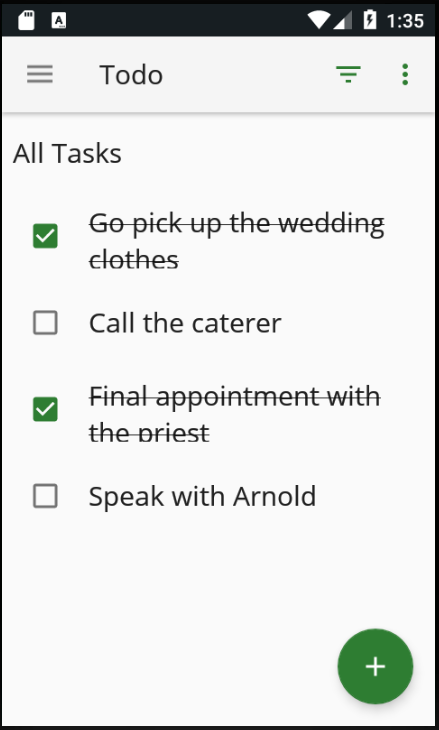 A
1:35
Todo
All Tasks
Go pick up the wedding
clothes
Call the caterer
Final appointment with
the priest
Speak with Arnold